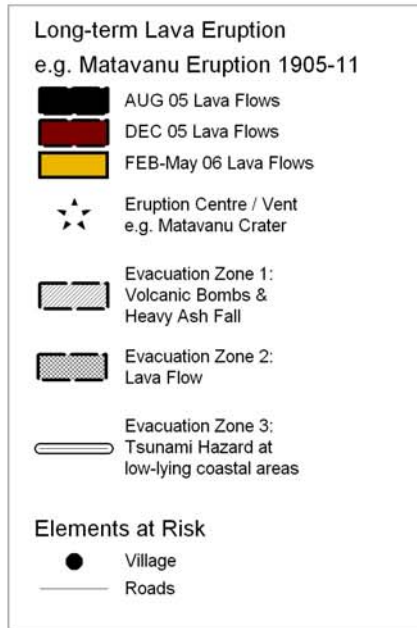 Long-term Lava Eruption
e.g. Matavanu Eruption 1905-11
AUG 05 Lava Flows
DEC 05 Lava Flows
FEB-May 06 Lava Flows
Eruption Centre / Vent
e.g. Matavanu Crater
Evacuation Zone 1:
Volcanic Bombs &
Heavy Ash Fall
Evacuation Zone 2:
Lava Flow
Evacuation Zone 3:
Tsunami Hazard at
low-lying coastal areas
Elements at Risk
Village
Roads